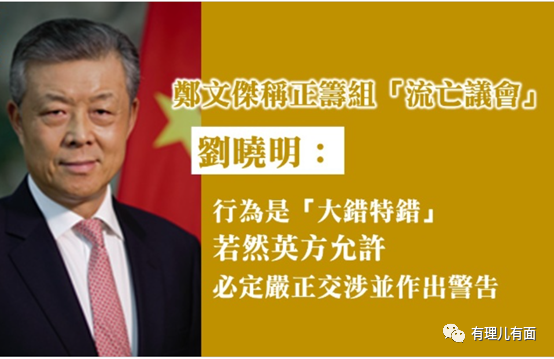 鄭文傑稱正籌組「流亡議會」
劉曉明：
行為是「大錯特錯」
若然英方允許
必定嚴正交涉並作出警告
有理儿有面